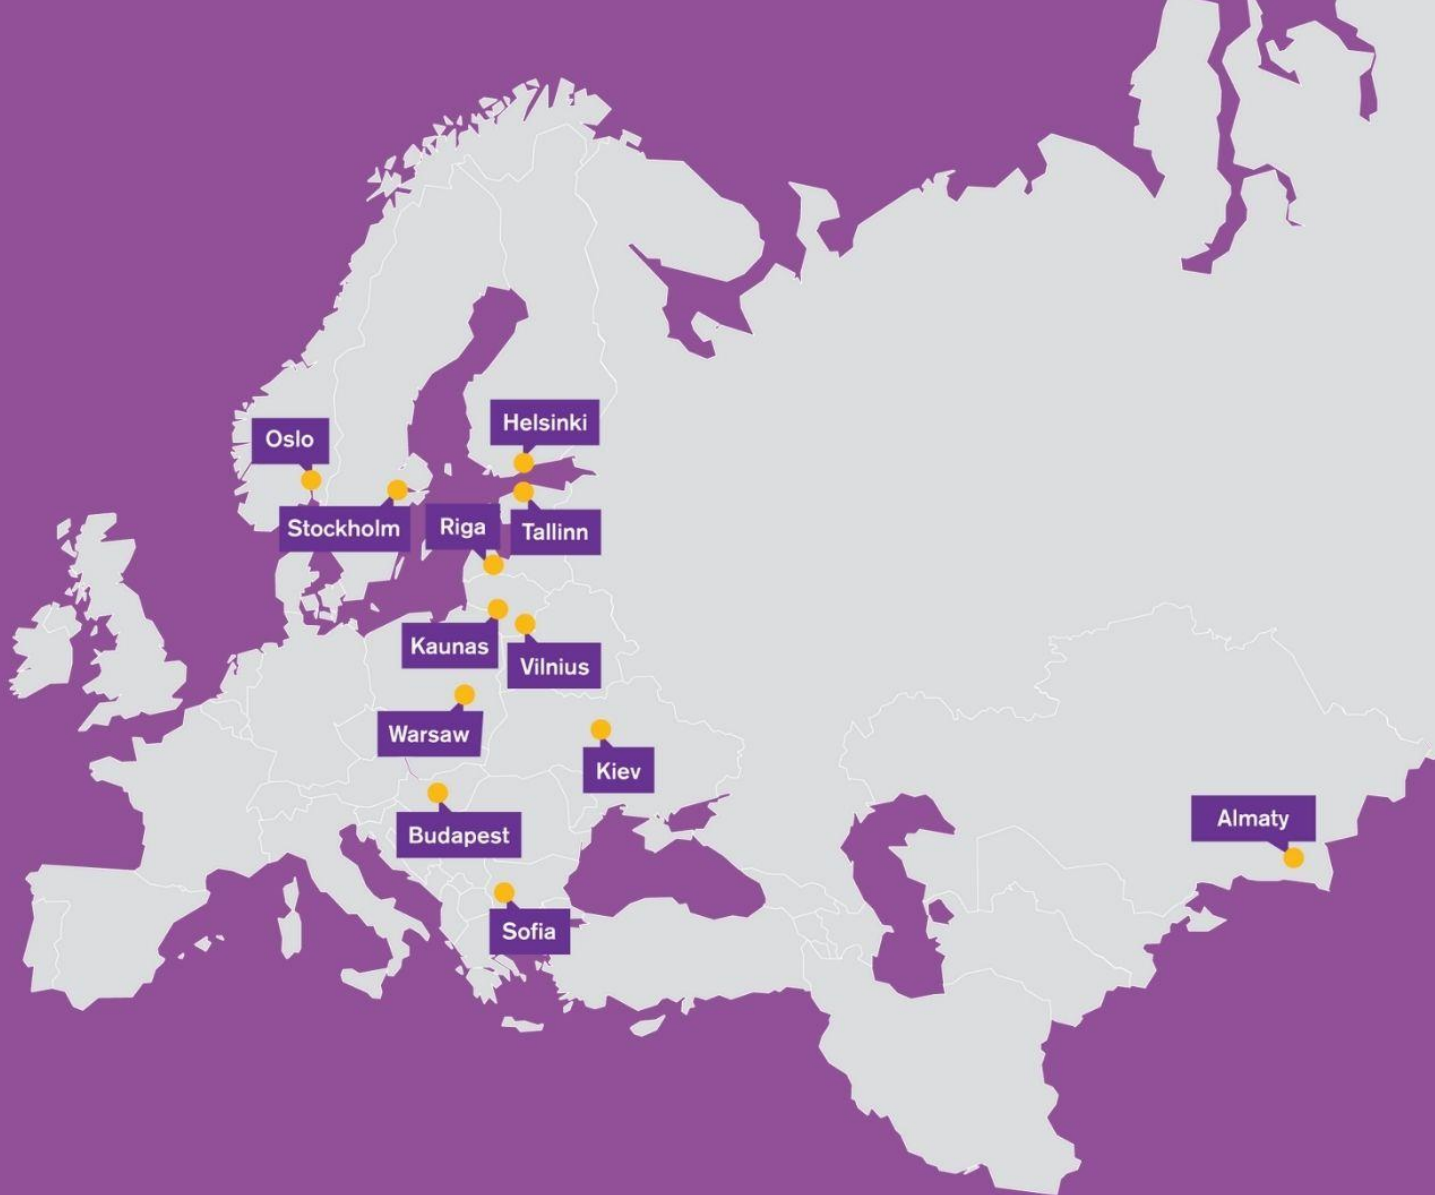 Helsinki
Oslo
Stockholm
Riga
Tallinn
Kaunas
Vilnius
Warsaw
Kiev
Almaty
Budapest
Sofia